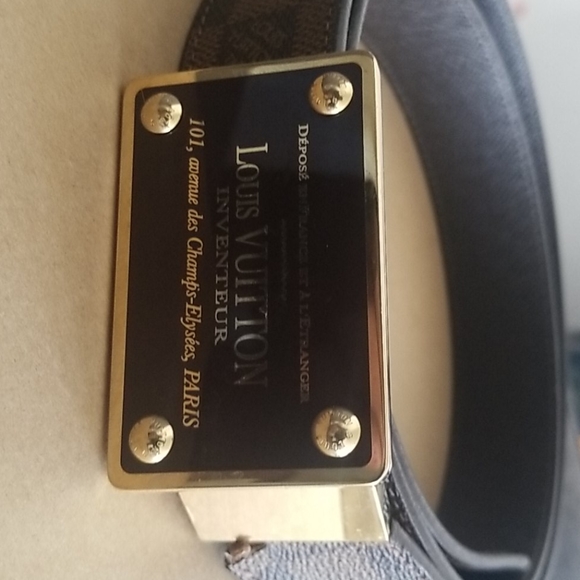 DÉPOSÉ EN FRANCE ET À L'ÉTRANGER
LOUIS VUITTON
INVENTEUR
101, avenue des Champs-Elysées, PARIS